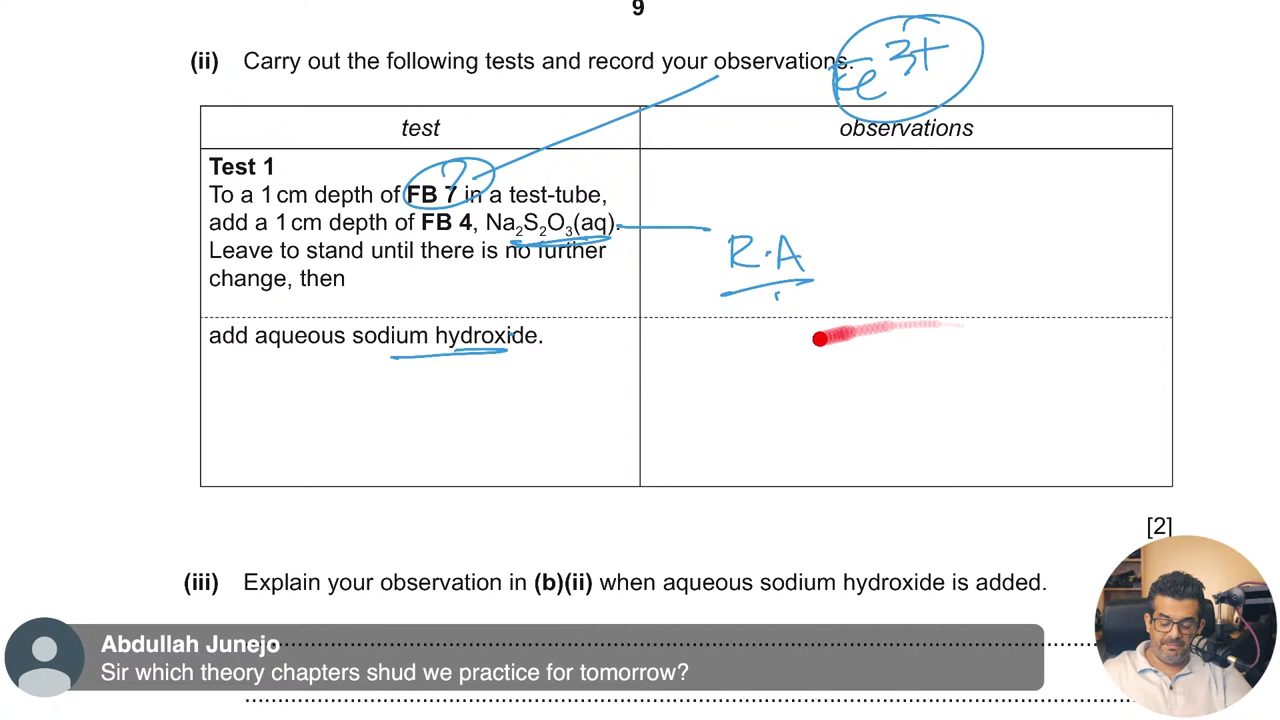 9
(ii) Carry out the following tests and record your observations.
Fe3+
test
observations
Test 1
To a 1 cm depth of FB 7 in a test-tube,
add a 1 cm depth of FB 4, Na2S2O3(aq).
Leave to stand until there is no further
change, then
?
R.A
add aqueous sodium hydroxide.
[2]
(iii) Explain your observation in (b)(ii) when aqueous sodium hydroxide is added.
Abdullah Junejo
Sir which theory chapters shud we practice for tomorrow?